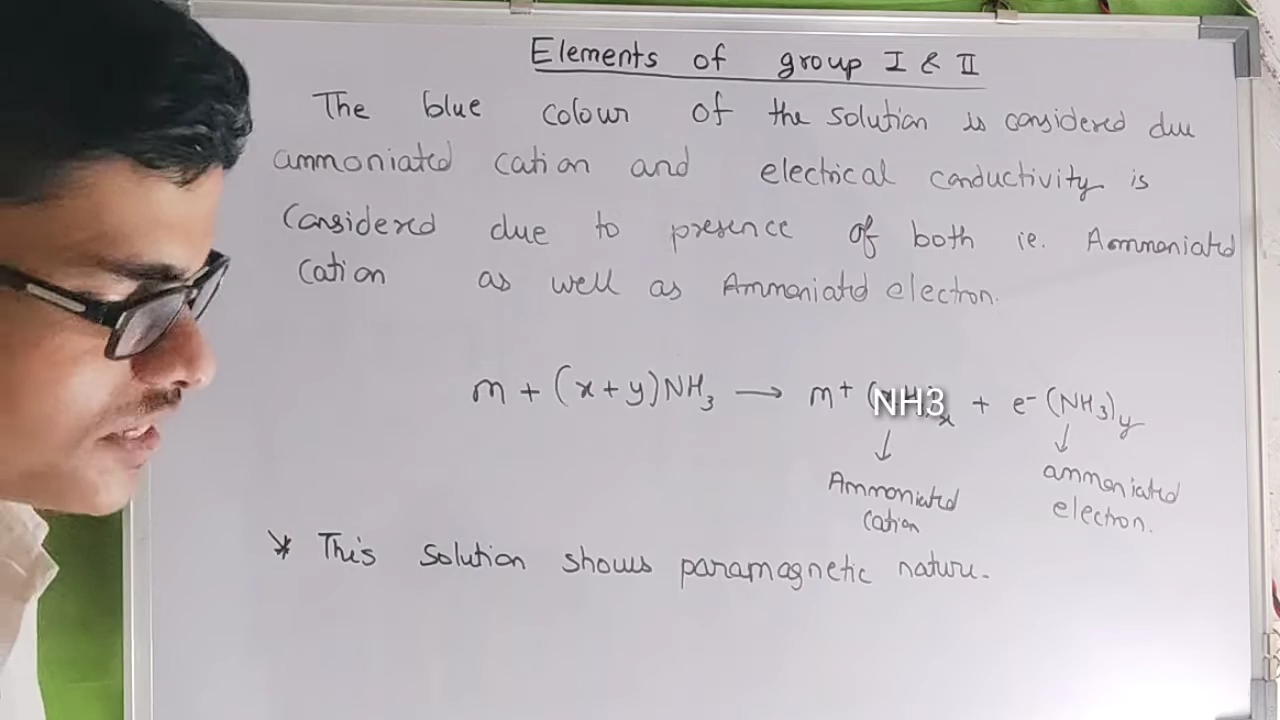 Elements of group I & II
The blue colour of the solution is considered due
ammoniated cation and electrical conductivity is
Considered due to presence of both ie. Ammoniated
cation as well as Ammoniated electron.
m + (x+y)NH₃ → m⁺ (NH3)x + e⁻(NH₃)y
↓ ↓
Ammoniated cation
ammoniated electron.
* This solution shows paramagnetic nature.